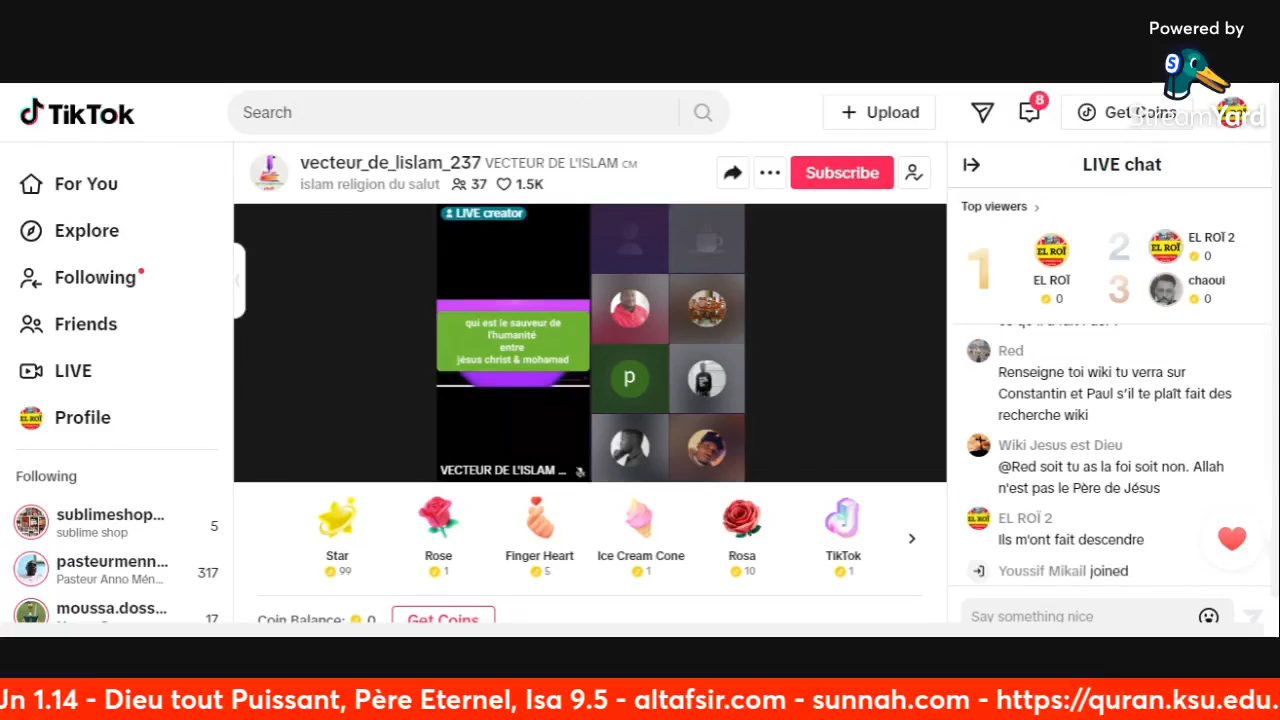 Powered by
StreamYard
TikTok
Search
Upload
8
Get Coins
For You
Explore
Following
Friends
LIVE
Profile
Following
sublimeshop...
sublime shop
5
pasteurmenn...
Pasteur Anno Mén...
317
moussa.doss...
17
vecteur_de_lislam_237 VECTEUR DE L'ISLAM CM
islam religion du salut 37 1.5K
Subscribe
LIVE creator
qui est le sauveur de
l'humanité
entre
jésus christ & mohamad
p
VECTEUR DE L'ISLAM ...
Star
99
Rose
1
Finger Heart
5
Ice Cream Cone
1
Rosa
10
TikTok
1
Coin Balance: 0
Get Coins
LIVE chat
Top viewers
1
EL ROÏ
EL ROÏ
0
2
EL ROÏ
EL ROÏ 2
0
3
chaoui
0
Red
Renseigne toi wiki tu verra sur
Constantin et Paul s'il te plaît fait des
recherche wiki
Wiki Jesus est Dieu
@Red soit tu as la foi soit non. Allah
n'est pas le Père de Jésus
EL ROÏ 2
Ils m'ont fait descendre
Youssif Mikail joined
Say something nice
Un 1.14 - Dieu tout Puissant, Père Eternel, Isa 9.5 - altafsir.com - sunnah.com - https://quran.ksu.edu.